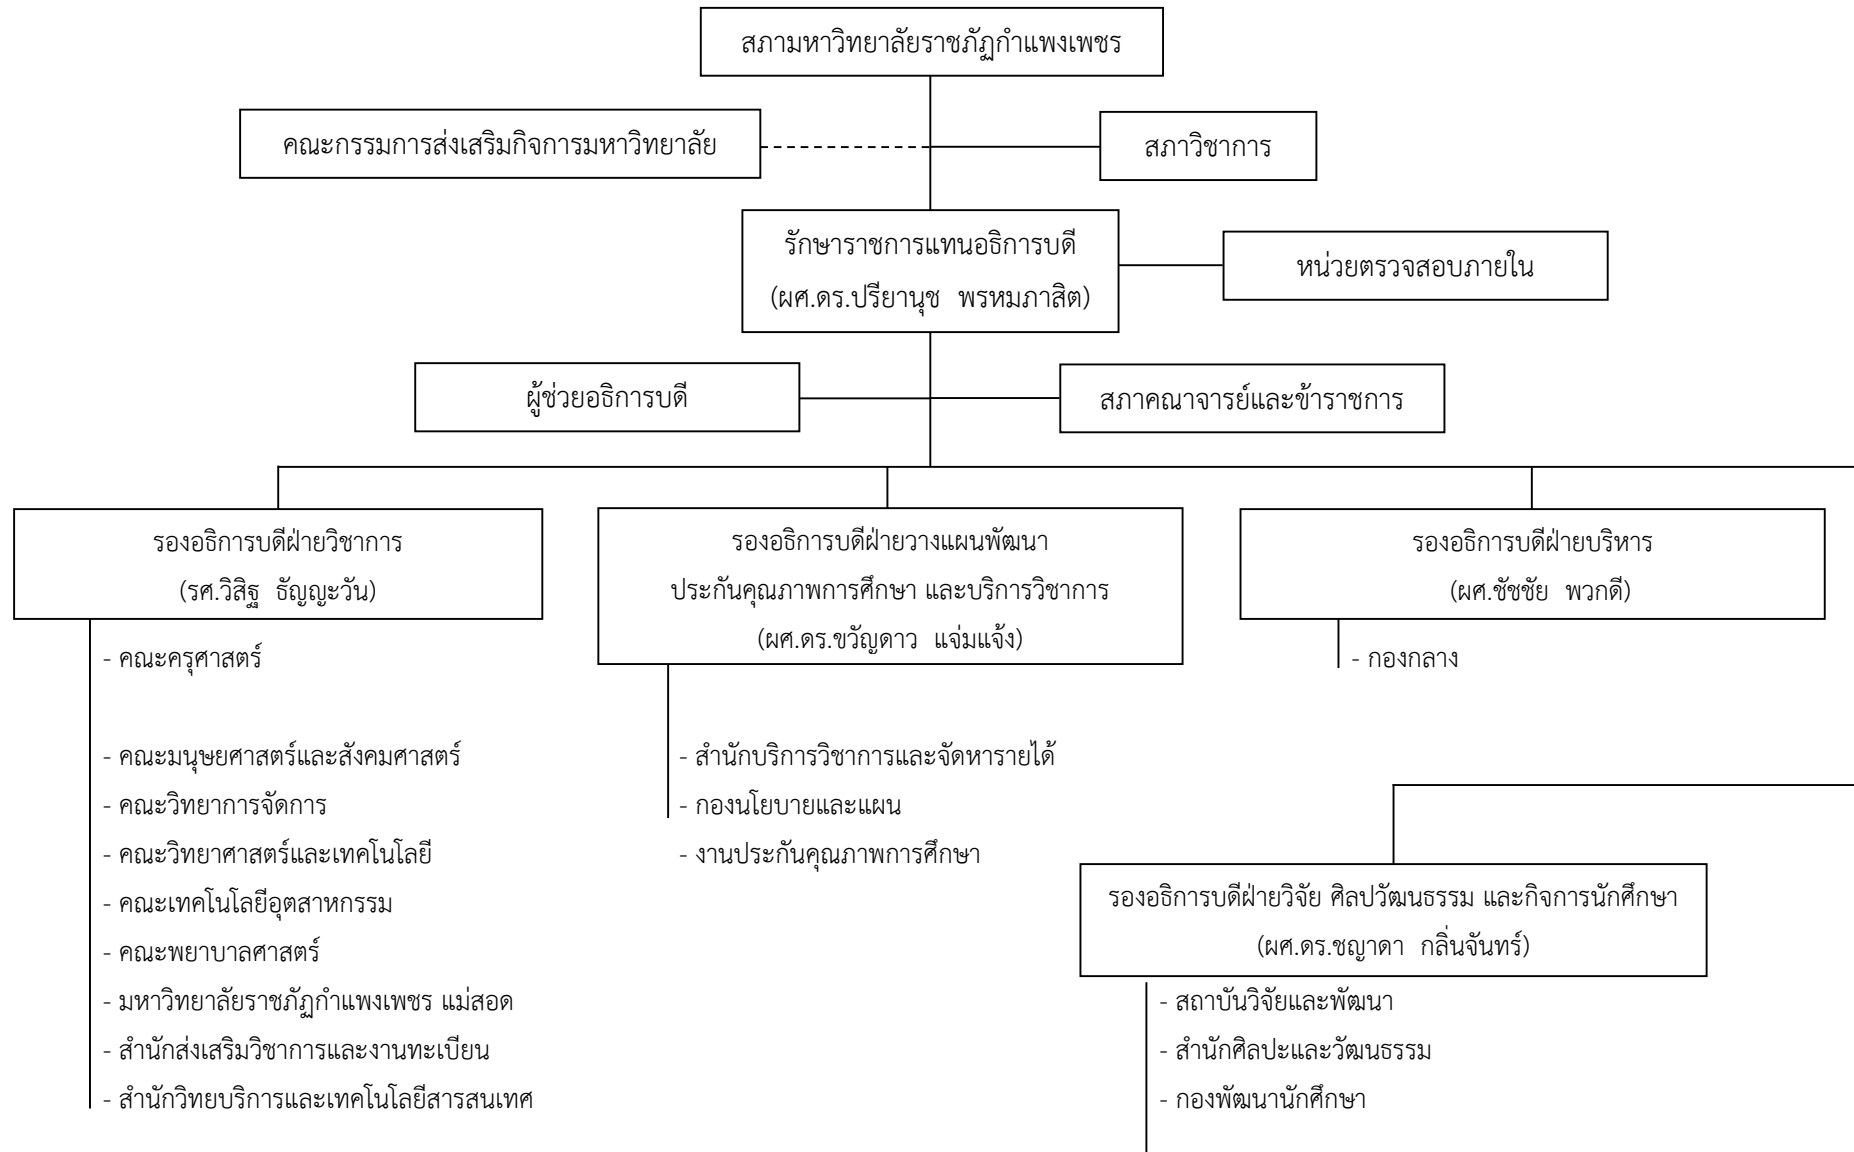 สภามหาวิทยาลัยราชภัฏกำแพงเพชร
คณะกรรมการส่งเสริมกิจการมหาวิทยาลัย
สภาวิชาการ
รักษาราชการแทนอธิการบดี
(ผศ.ดร.ปรียานุช พรหมภาสิต)
หน่วยตรวจสอบภายใน
ผู้ช่วยอธิการบดี
สภาคณาจารย์และข้าราชการ
รองอธิการบดีฝ่ายวิชาการ
(รศ.วิสิฐ ธัญญะวัน)
- คณะครุศาสตร์
- คณะมนุษยศาสตร์และสังคมศาสตร์
- คณะวิทยาการจัดการ
- คณะวิทยาศาสตร์และเทคโนโลยี
- คณะเทคโนโลยีอุตสาหกรรม
- คณะพยาบาลศาสตร์
- มหาวิทยาลัยราชภัฏกำแพงเพชร แม่สอด
- สำนักส่งเสริมวิชาการและงานทะเบียน
- สำนักวิทยบริการและเทคโนโลยีสารสนเทศ
รองอธิการบดีฝ่ายวางแผนพัฒนา
ประกันคุณภาพการศึกษา และบริการวิชาการ
(ผศ.ดร.ขวัญดาว แจ่มแจ้ง)
- สำนักบริการวิชาการและจัดหารายได้
- กองนโยบายและแผน
- งานประกันคุณภาพการศึกษา
รองอธิการบดีฝ่ายบริหาร
(ผศ.ชัชชัย พวกดี)
- กองกลาง
รองอธิการบดีฝ่ายวิจัย ศิลปวัฒนธรรม และกิจการนักศึกษา
(ผศ.ดร.ชญาดา กลิ่นจันทร์)
- สถาบันวิจัยและพัฒนา
- สำนักศิลปะและวัฒนธรรม
- กองพัฒนานักศึกษา